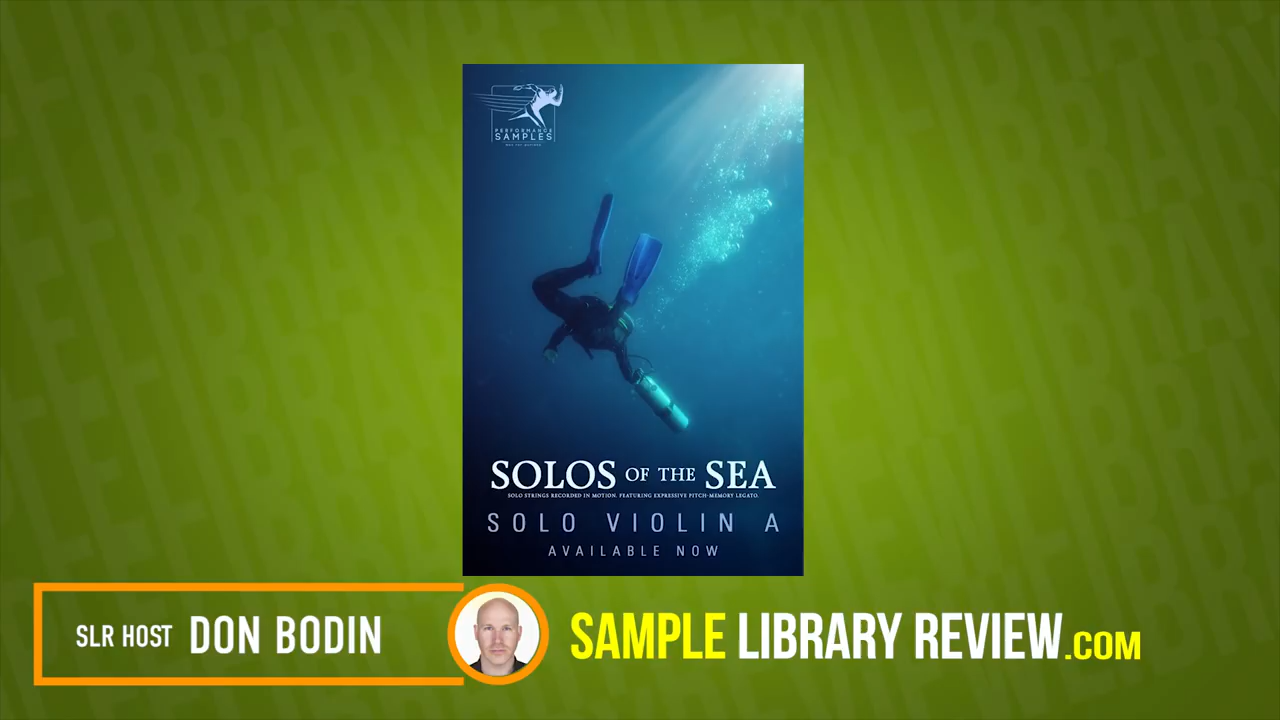 PERFORMANCE
SAMPLES
SOLOS OF THE SEA
SOLO STRINGS RECORDED IN MOTION. FEATURING EXPRESSIVE PITCH-MEMORY LEGATO.
SOLO VIOLIN A
AVAILABLE NOW
SLR HOST DON BODIN
SAMPLE LIBRARY REVIEW.COM